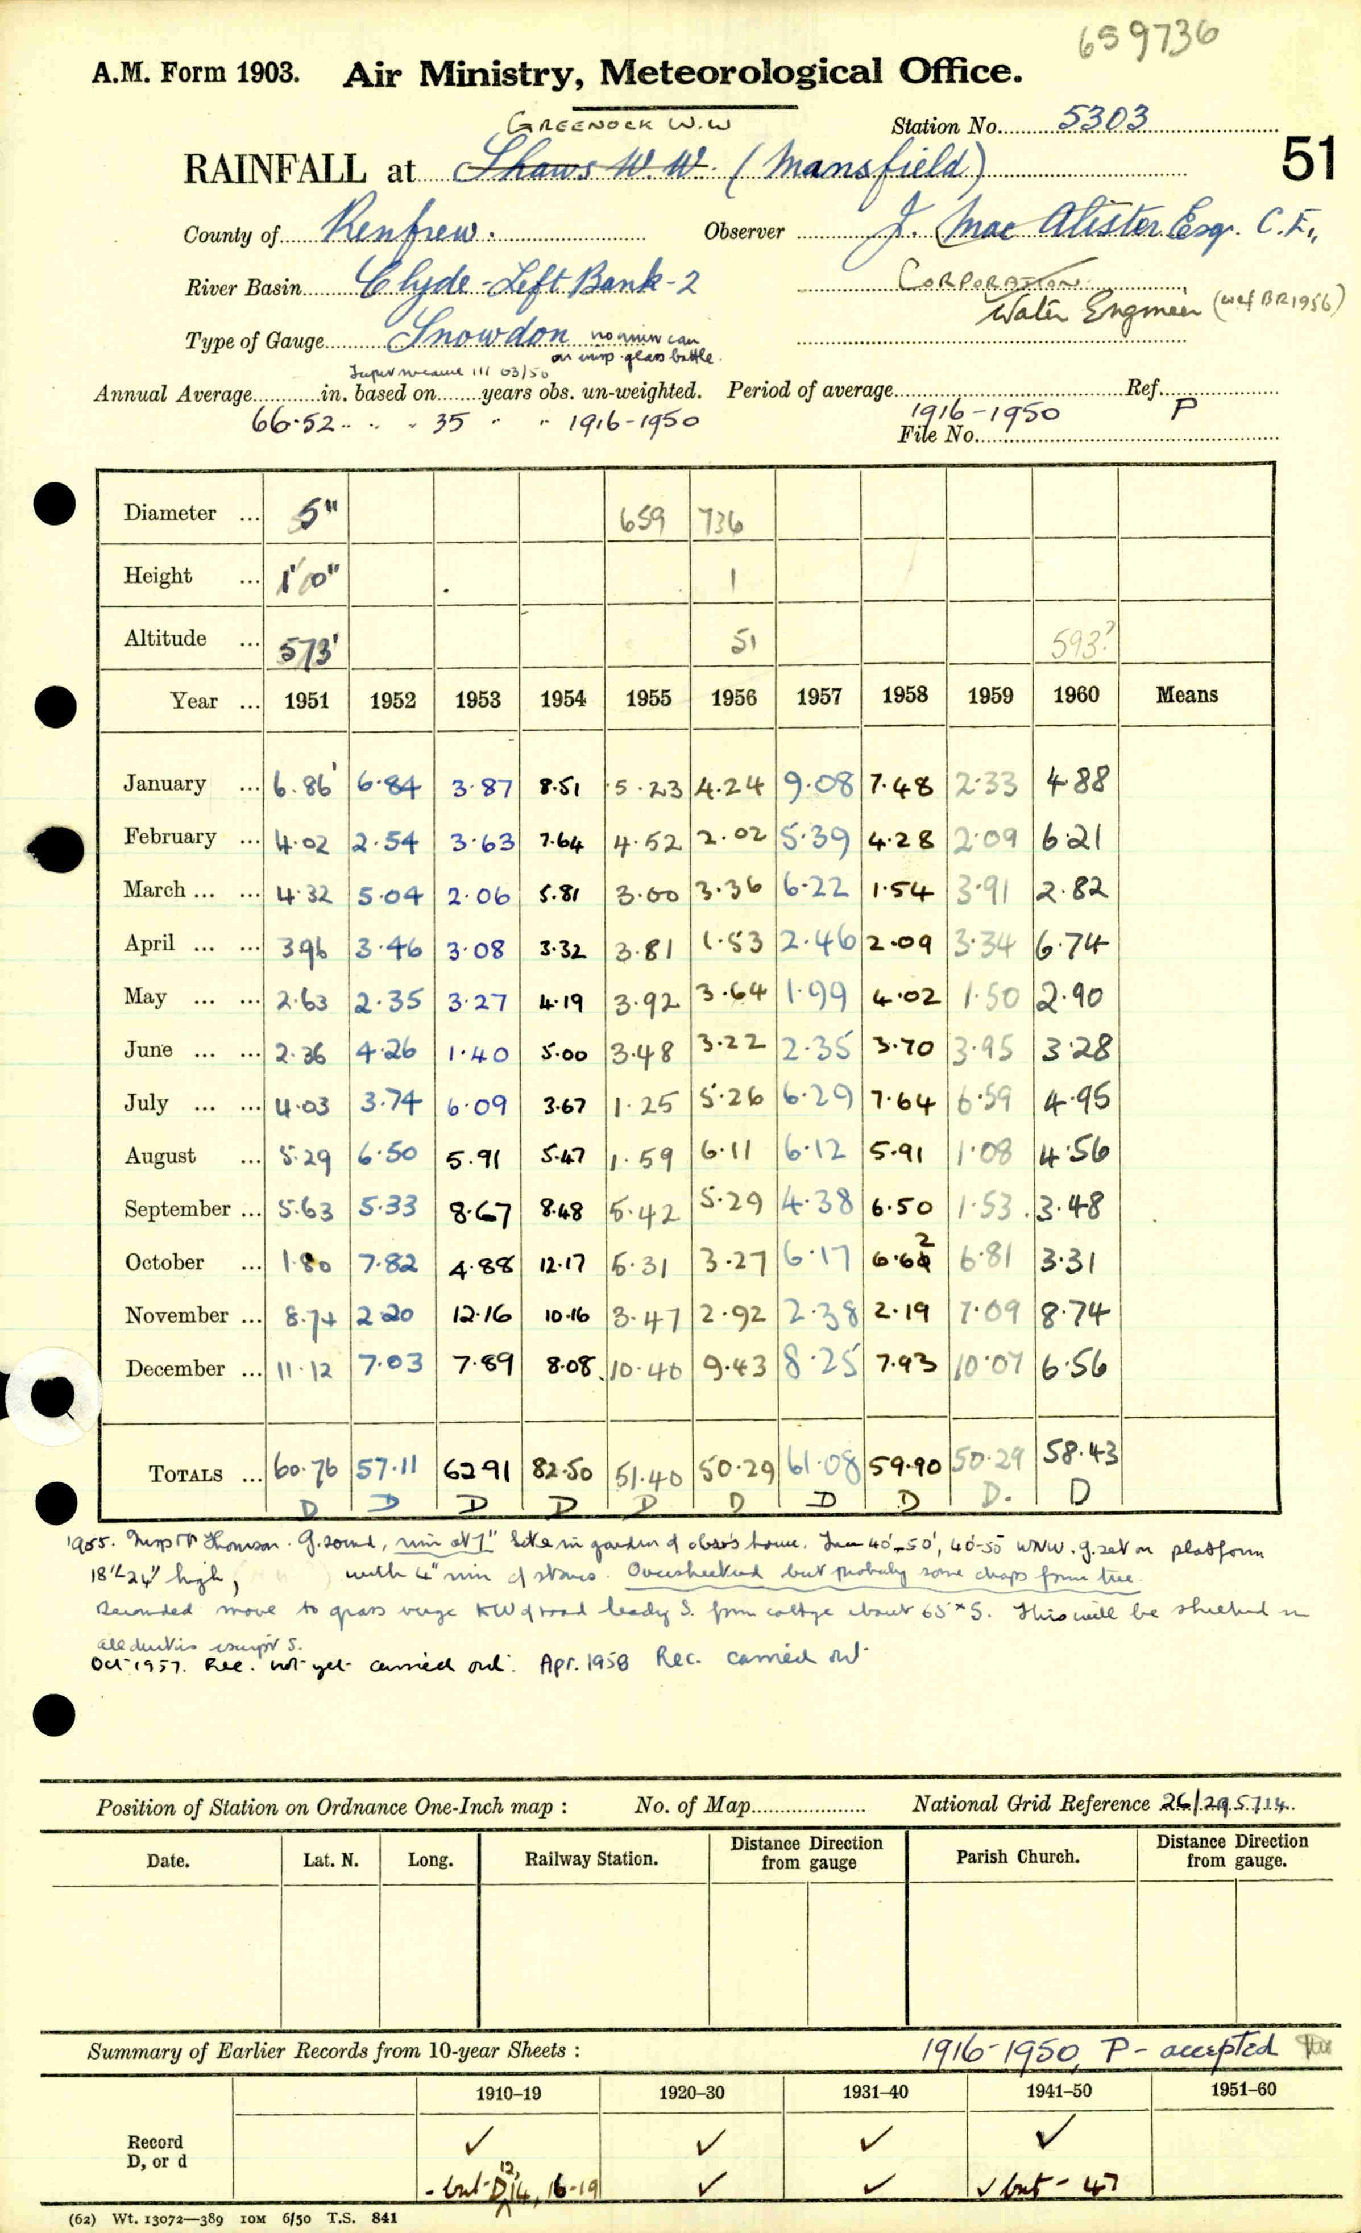 659736
A.M. Form 1903. Air Ministry, Meteorological Office.
GREENOCK W.W
Station No. 5303
51
RAINFALL at Shaws W.W. (Mansfield)
County of Renfrew. Observer J. MacAlister Esqr. C.E.,
River Basin Clyde-Left Bank-2 CORPORATION
Water Engineer (wef BR1956)
Type of Gauge Snowdon no inner can
or insp. glass bottle.
03/50
Annual Average in. based on years obs. un-weighted. Period of average Ref.
66.52 " " " 35 " " 1916-1950 1916-1950 P
File No.
Diameter ... 5" 659 736
Height ... 1'0" 1
Altitude ... 573' 51 593?
Year ... 1951 1952 1953 1954 1955 1956 1957 1958 1959 1960 Means
January ... 6.86 6.84 3.87 8.51 5.23 4.24 9.08 7.48 2.33 4.88
February ... 4.02 2.54 3.63 7.64 4.52 2.02 5.39 4.28 2.09 6.21
March ... ... 4.32 5.04 2.06 5.81 3.00 3.36 6.22 1.54 3.91 2.82
April ... ... 3.96 3.46 3.08 3.32 3.81 1.53 2.46 2.09 3.34 6.74
May ... ... 2.63 2.35 3.27 4.19 3.92 3.64 1.99 4.02 1.50 2.90
June ... ... 2.36 4.26 1.40 5.00 3.48 3.22 2.35 3.70 3.95 3.28
July ... ... 4.03 3.74 6.09 3.67 1.25 5.26 6.29 7.64 6.59 4.95
August ... 5.29 6.50 5.91 5.47 1.59 6.11 6.12 5.91 1.08 4.56
September ... 5.63 5.33 8.67 8.48 5.42 5.29 4.38 6.50 1.53 3.48
October ... 1.80 7.82 4.88 12.17 5.31 3.27 6.17 6.62 6.81 3.31
November ... 8.74 2.20 12.16 10.16 3.47 2.92 2.38 2.19 7.09 8.74
December ... 11.12 7.03 7.89 8.08 10.40 9.43 8.25 7.93 10.07 6.56
TOTALS ... 60.76 57.11 62.91 82.50 51.40 50.29 61.08 59.90 50.29 58.43
D D D D D D D D D. D
1955. Insp Mr Thomson. G. sound, rim at 1" Site in garden of obsr's house. 40'-50', 40-50 WNW. g. set on platform
18"-24" high, with 4" rim of stones. Oversheltered but probably some drops from tree.
Recommended move to grass verge NW of road leading S. from cottage about 65 x S. This will be sheltered in
all directions except S.
Oct 1957. Rec. not yet carried out. Apr. 1958 Rec. carried out
Position of Station on Ordnance One-Inch map : No. of Map National Grid Reference 26/295714
Date. Lat. N. Long. Railway Station. Distance from gauge Direction Parish Church. Distance Direction from gauge.
Summary of Earlier Records from 10-year Sheets : 1916-1950, P - accepted
1910–19 1920–30 1931–40 1941–50 1951–60
Record ✓ ✓ ✓ ✓
D, or d - but D 12, 14, 16-19 ✓ ✓ ✓ but - 47
(62) Wt. 13072—389 10M 6/50 T.S. 841